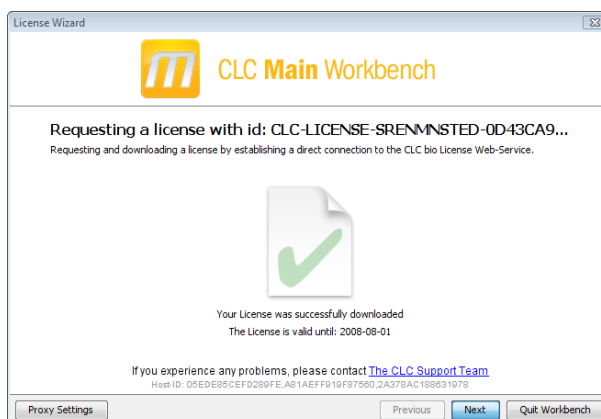 License Wizard
CLC Main Workbench
Requesting a license with id: CLC-LICENSE-SRENMNSTED-0D43CA9...
Requesting and downloading a license by establishing a direct connection to the CLC bio License Web-Service.
Your License was successfully downloaded
The License is valid until: 2008-08-01
If you experience any problems, please contact The CLC Support Team
Host-ID: 05EDE85CEFD289FE,A81AEFF919F87560,2A378AC188631978
Proxy Settings Previous Next Quit Workbench